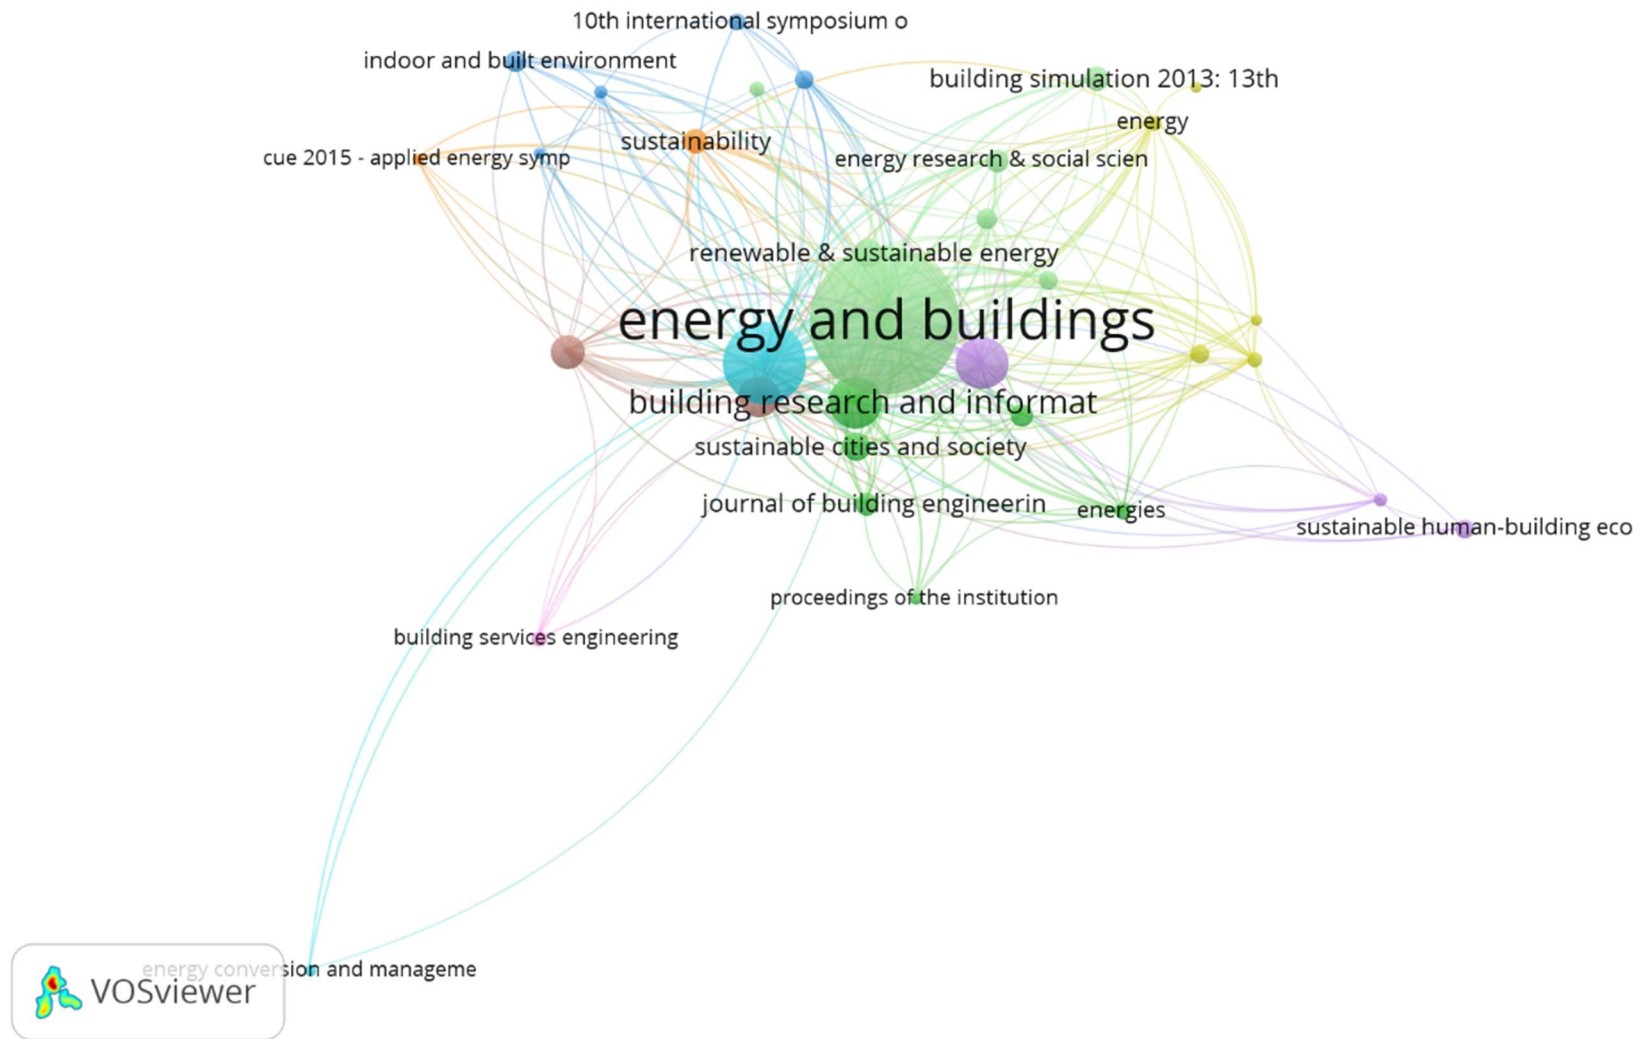 10th international symposium o
indoor and built environment
building simulation 2013: 13th
energy
sustainability
cue 2015 - applied energy symp
energy research & social scien
renewable & sustainable energy
energy and buildings
building research and informat
sustainable cities and society
journal of building engineerin
energies
sustainable human-building eco
proceedings of the institution
building services engineering
energy conversion and manageme
VOSviewer